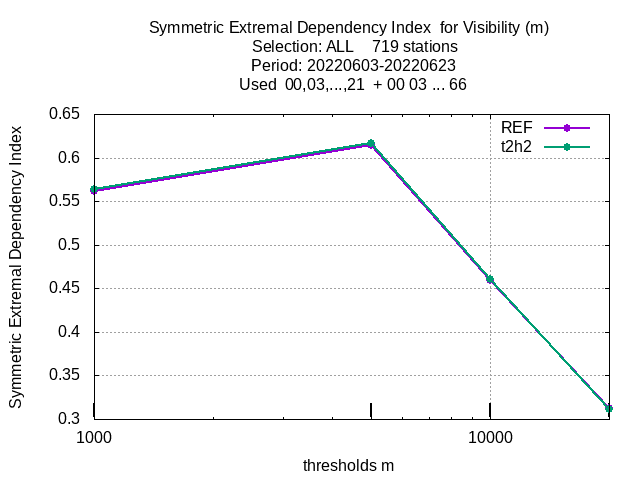 Symmetric Extremal Dependency Index  for Visibility (m)
Selection: ALL    719 stations
Period: 20220603-20220623
Used  00,03,...,21  + 00 03 ... 66
Symmetric Extremal Dependency Index
0.65
0.6
0.55
0.5
0.45
0.4
0.35
0.3
REF
t2h2
1000
10000
thresholds m